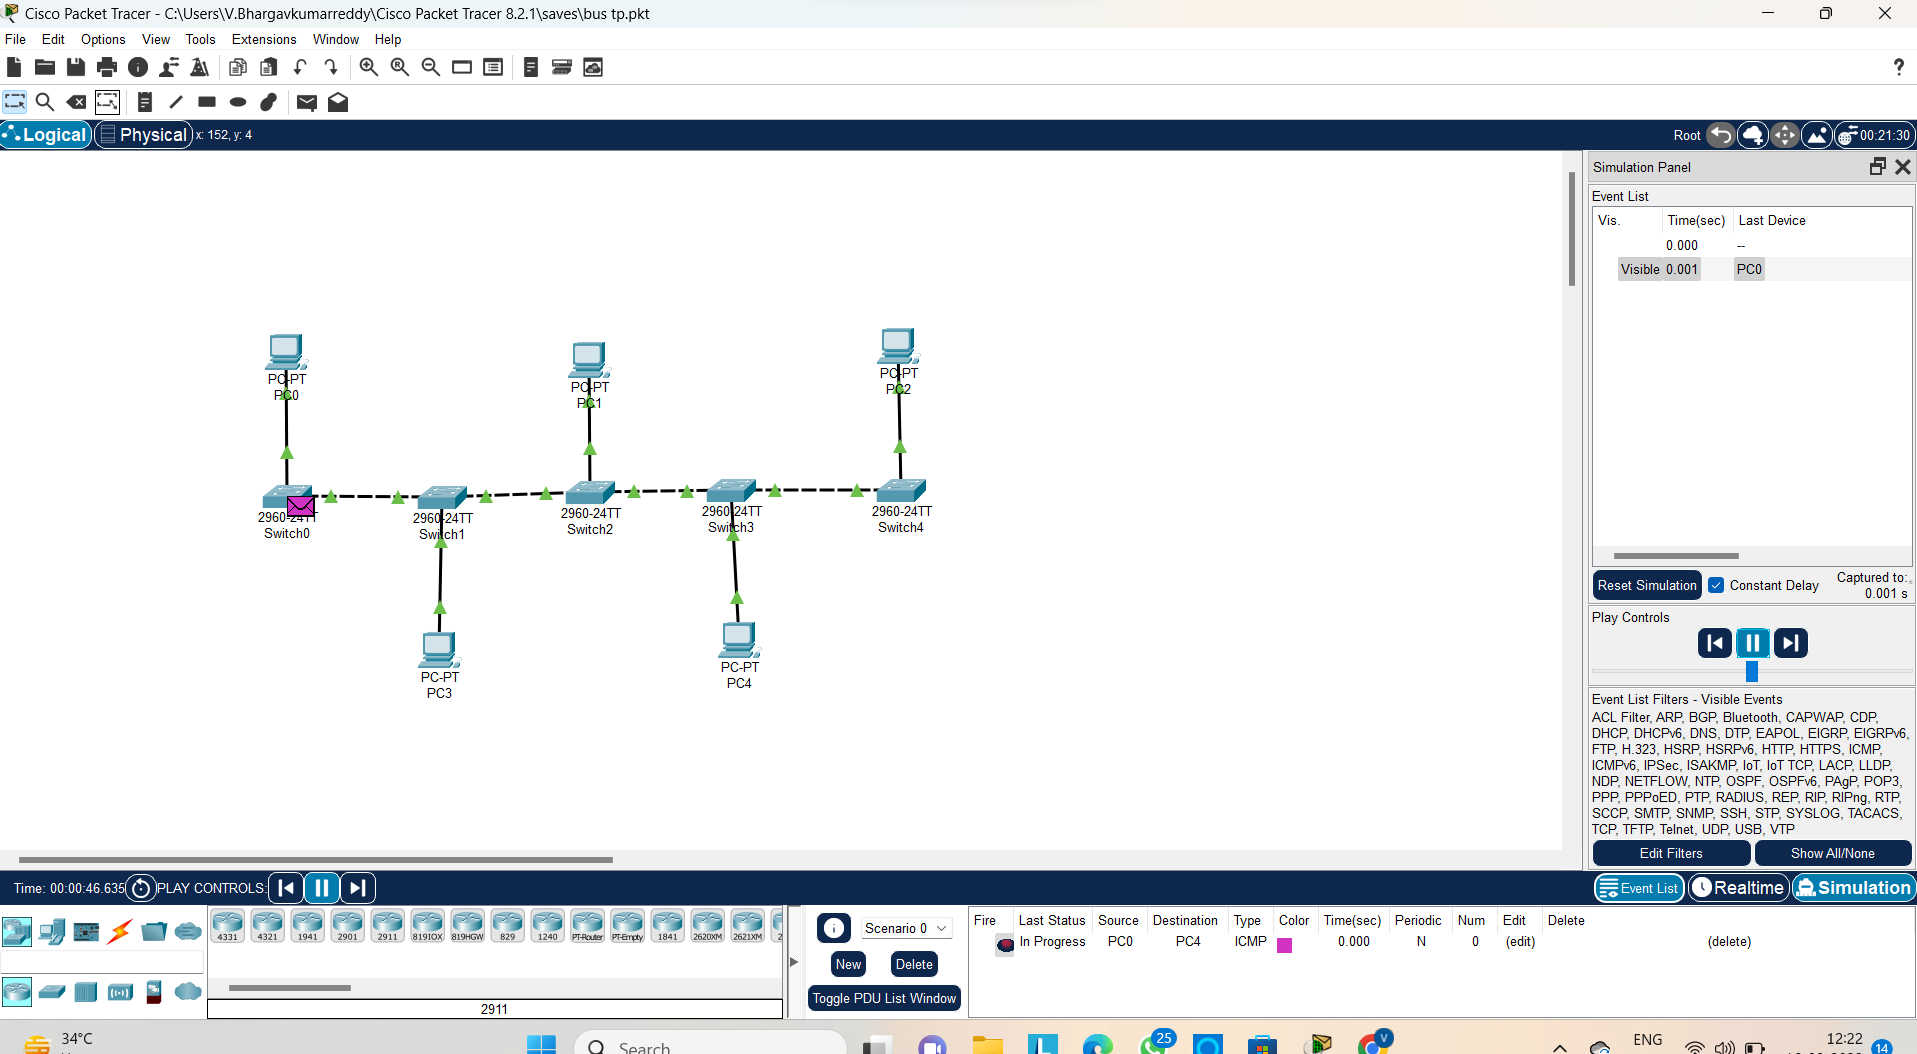 Cisco Packet Tracer - C:\Users\V.Bhargavkumarreddy\Cisco Packet Tracer 8.2.1\saves\bus tp.pkt
File Edit Options View Tools Extensions Window Help
?
Logical Physical x: 152, y: 4
Root 00:21:30
Simulation Panel
Event List
Vis. Time(sec) Last Device
0.000 --
Visible 0.001 PC0
PC-PT
PC0
PC-PT
PC1
PC-PT
PC2
2960-24TT
Switch0
2960-24TT
Switch1
2960-24TT
Switch2
2960-24TT
Switch3
2960-24TT
Switch4
PC-PT
PC3
PC-PT
PC4
Reset Simulation Constant Delay Captured to:
0.001 s
Play Controls
Event List Filters - Visible Events
ACL Filter, ARP, BGP, Bluetooth, CAPWAP, CDP,
DHCP, DHCPv6, DNS, DTP, EAPOL, EIGRP, EIGRPv6,
FTP, H.323, HSRP, HSRPv6, HTTP, HTTPS, ICMP,
ICMPv6, IPSec, ISAKMP, IoT, IoT TCP, LACP, LLDP,
NDP, NETFLOW, NTP, OSPF, OSPFv6, PAgP, POP3,
PPP, PPPoED, PTP, RADIUS, REP, RIP, RIPng, RTP,
SCCP, SMTP, SNMP, SSH, STP, SYSLOG, TACACS,
TCP, TFTP, Telnet, UDP, USB, VTP
Edit Filters Show All/None
Time: 00:00:46.635 PLAY CONTROLS:
Event List Realtime Simulation
4331 4321 1941 2901 2911 819IOX 819HGW 829 1240 PT-Router PT-Empty 1841 2620XM 2621XM 2
2911
Scenario 0
New Delete
Toggle PDU List Window
Fire Last Status Source Destination Type Color Time(sec) Periodic Num Edit Delete
In Progress PC0 PC4 ICMP 0.000 N 0 (edit) (delete)
34°C
Search
25
V
ENG
12:22
14